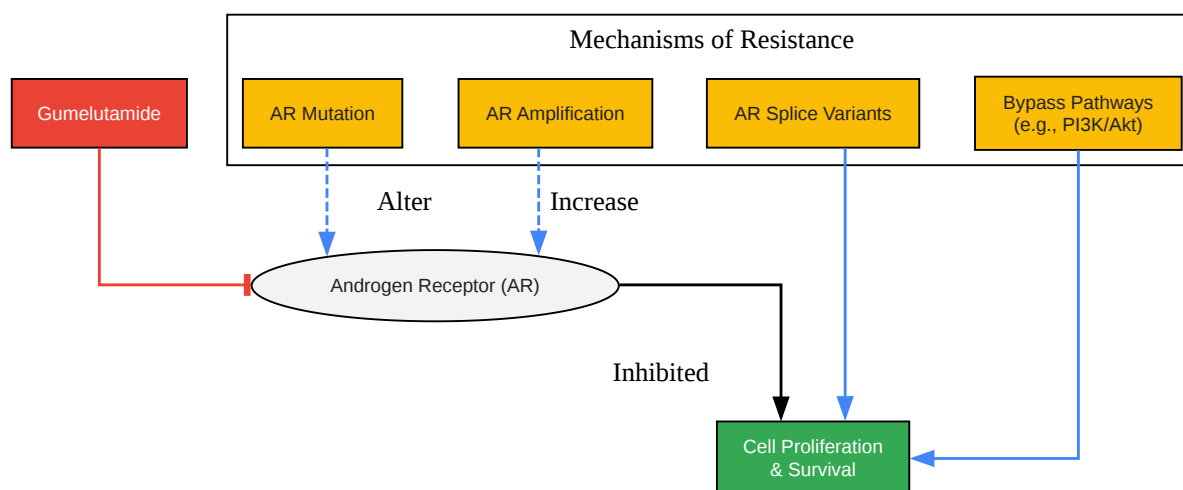 Mechanisms of Resistance
Gumelutamide
AR Mutation
AR Amplification
AR Splice Variants
Bypass Pathways
(e.g., PI3K/Akt)
Alter
Increase
Androgen Receptor (AR)
Inhibited
Cell Proliferation
& Survival